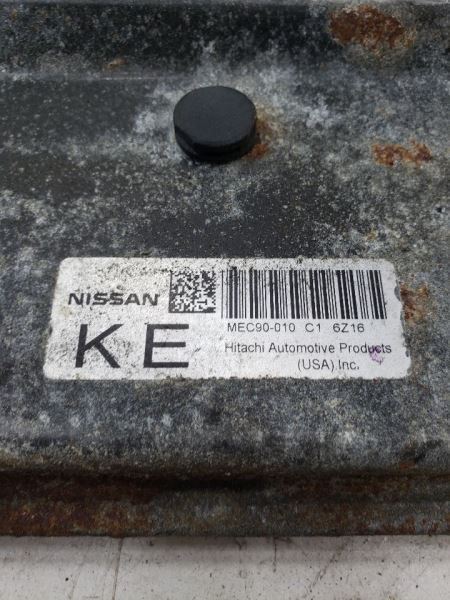 NISSAN
KE
MEC90-010 C1 6Z16
Hitachi Automotive Products
(USA) Inc.